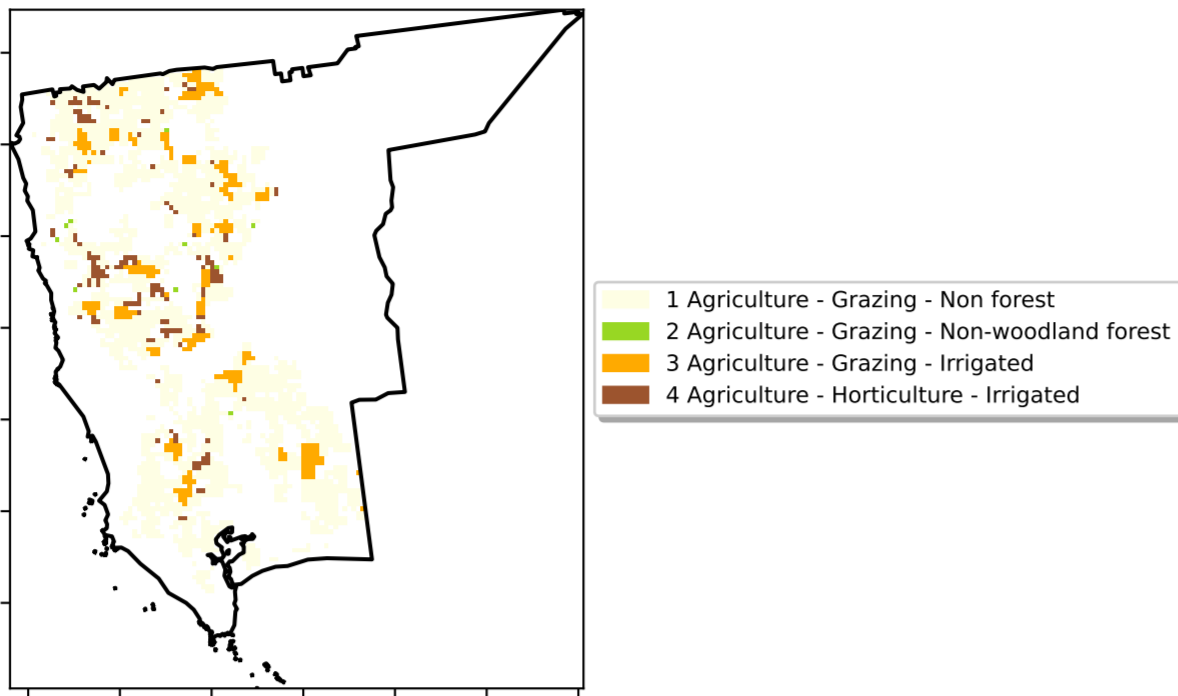 1 Agriculture - Grazing - Non forest
2 Agriculture - Grazing - Non-woodland forest
3 Agriculture - Grazing - Irrigated
4 Agriculture - Horticulture - Irrigated